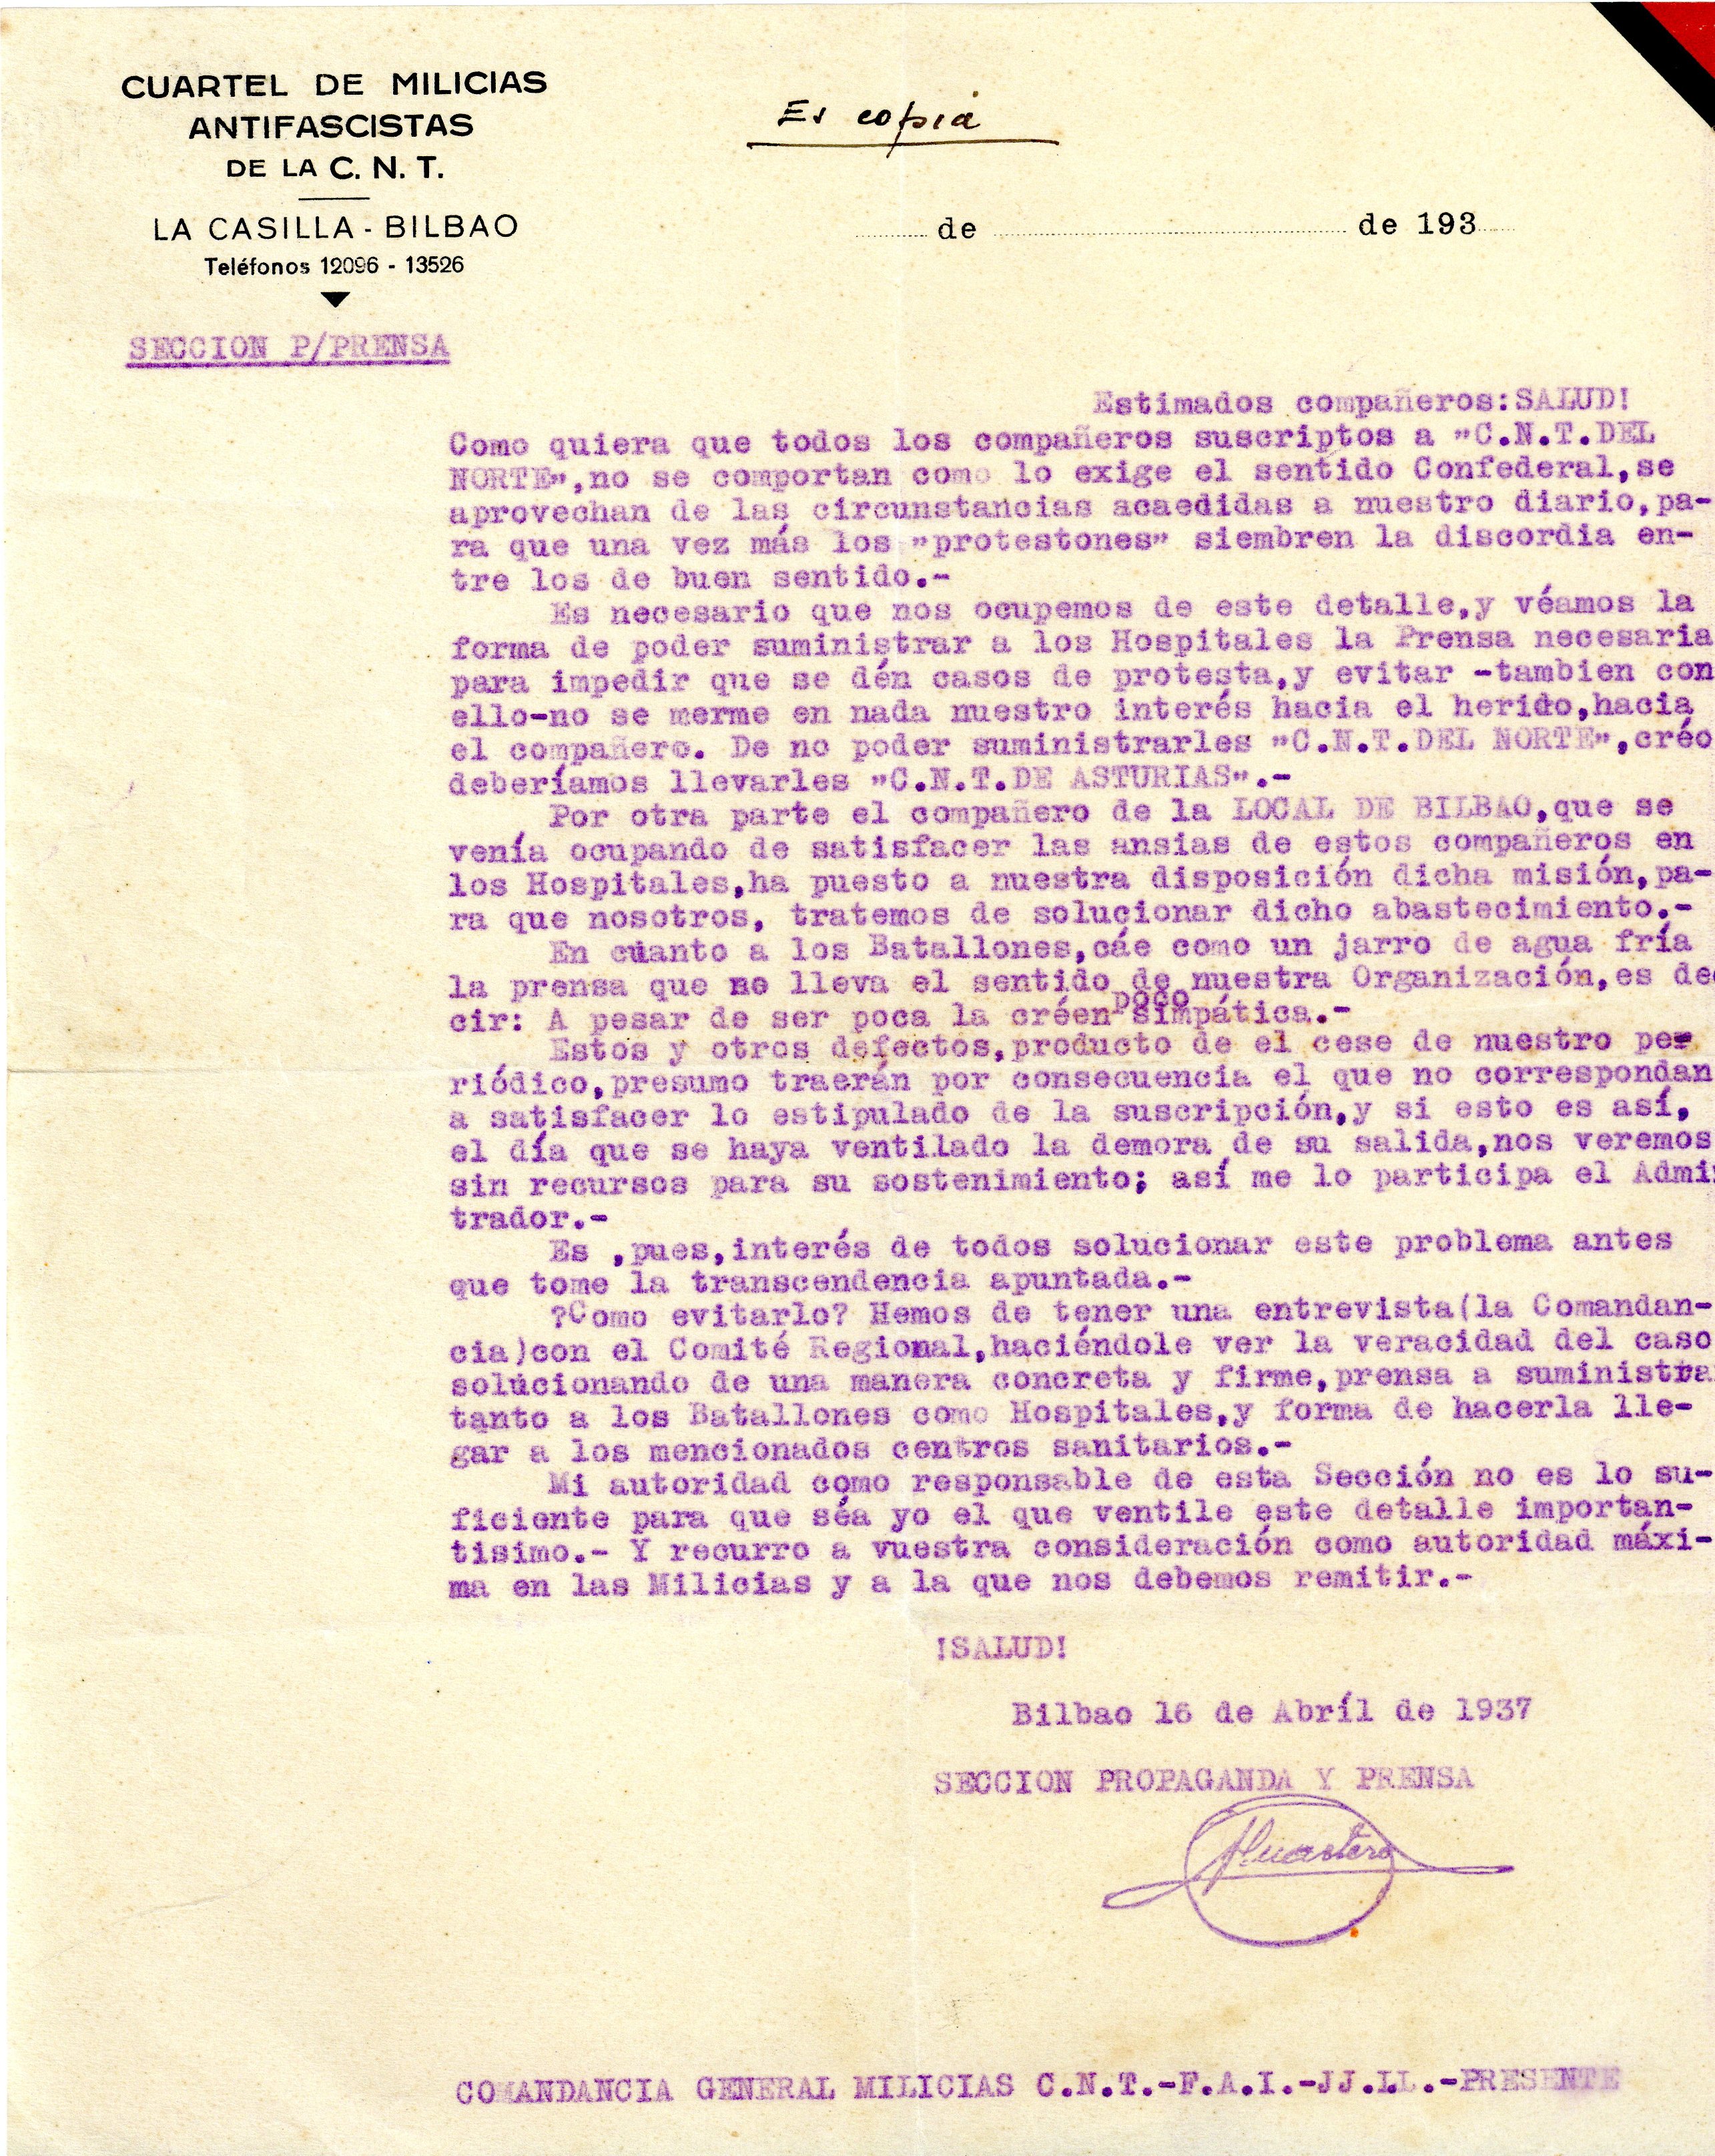 CUARTEL DE MILICIAS
ANTIFASCISTAS
DE LA C. N. T.
LA CASILLA - BILBAO
Teléfonos 12096 - 13526
Es copia
de de 193
SECCION P/PRENSA
Estimados compañeros:SALUD!
Como quiera que todos los compañeros suscriptos a "C.N.T.DEL
NORTE",no se comportan como lo exige el sentido Confederal,se
aprovechan de las circunstancias acaedidas a nuestro diario,pa-
ra que una vez más los "protestones" siembren la discordia en-
tre los de buen sentido.-
Es necesario que nos ocupemos de este detalle,y véamos la
forma de poder suministrar a los Hospitales la Prensa necesaria
para impedir que se dén casos de protesta,y evitar -tambien con
ello-no se merme en nada nuestro interés hacia el herido,hacia
el compañero. De no poder suministrarles "C.N.T.DEL NORTE",créo
deberíamos llevarles "C.N.T.DE ASTURIAS".-
Por otra parte el compañero de la LOCAL DE BILBAO,que se
venía ocupando de satisfacer las ansias de estos compañeros en
los Hospitales,ha puesto a nuestra disposición dicha misión,pa-
ra que nosotros, tratemos de solucionar dicho abastecimiento.-
En cuanto a los Batallones,cáe como un jarro de agua fría
la prensa que no lleva el sentido de nuestra Organización,es de
cir: A pesar de ser poca la créen poco simpática.-
Estos y otros defectos,producto de el cese de nuestro pe
riódico,presumo traerán por consecuencia el que no correspondan
a satisfacer lo estipulado de la suscripción,y si esto es así,
el día que se haya ventilado la demora de su salida,nos veremos
sin recursos para su sostenimiento; así me lo participa el Admi
trador.-
Es ,pues,interés de todos solucionar este problema antes
que tome la transcendencia apuntada.-
?Como evitarlo? Hemos de tener una entrevista(la Comandan-
cia)con el Comité Regional,haciéndole ver la veracidad del caso
solucionando de una manera concreta y firme,prensa a suministra
tanto a los Batallones como Hospitales,y forma de hacerla lle-
gar a los mencionados centros sanitarios.-
Mi autoridad como responsable de esta Sección no es lo su-
ficiente para que séa yo el que ventile este detalle importan-
tisimo.- Y recurro a vuestra consideración como autoridad máxi-
ma en las Milicias y a la que nos debemos remitir.-
!SALUD!
Bilbao 16 de Abríl de 1937
SECCION PROPAGANDA Y PRENSA
COMANDANCIA GENERAL MILICIAS C.N.T.-F.A.I.-JJ.LL.-PRESENTE